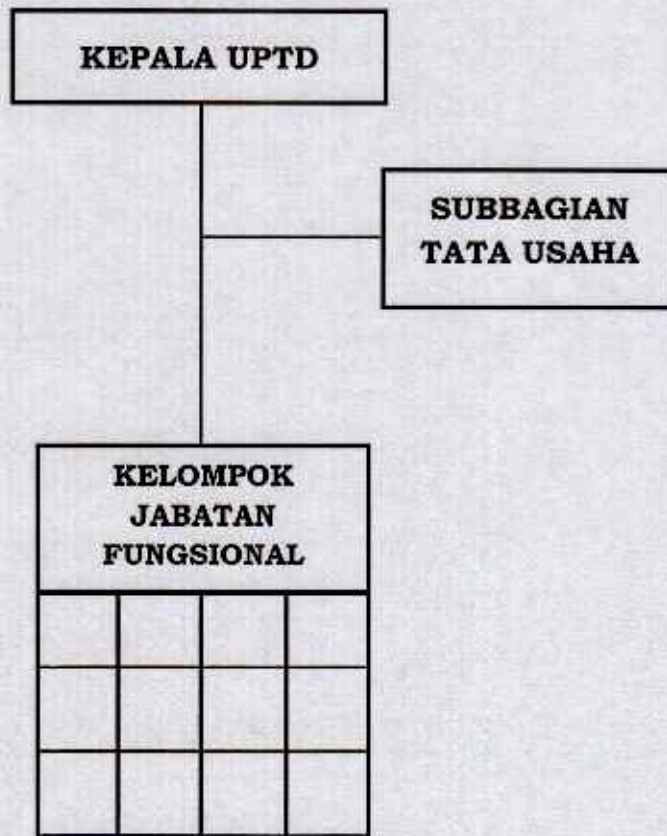 KEPALA UPTD
SUBBAGIAN
TATA USAHA
KELOMPOK
JABATAN
FUNGSIONAL